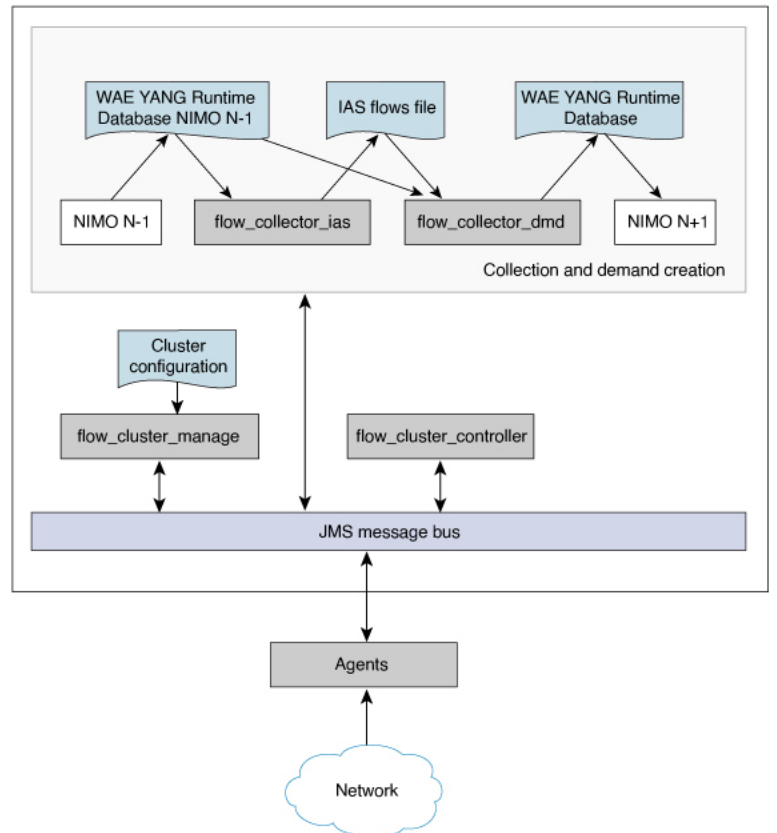 WAE YANG Runtime
Database NIMO N-1
IAS flows file
WAE YANG Runtime
Database
NIMO N-1
flow_collector_ias
flow_collector_dmd
NIMO N+1
Collection and demand creation
Cluster
configuration
flow_cluster_manage
flow_cluster_controller
JMS message bus
Agents
Network